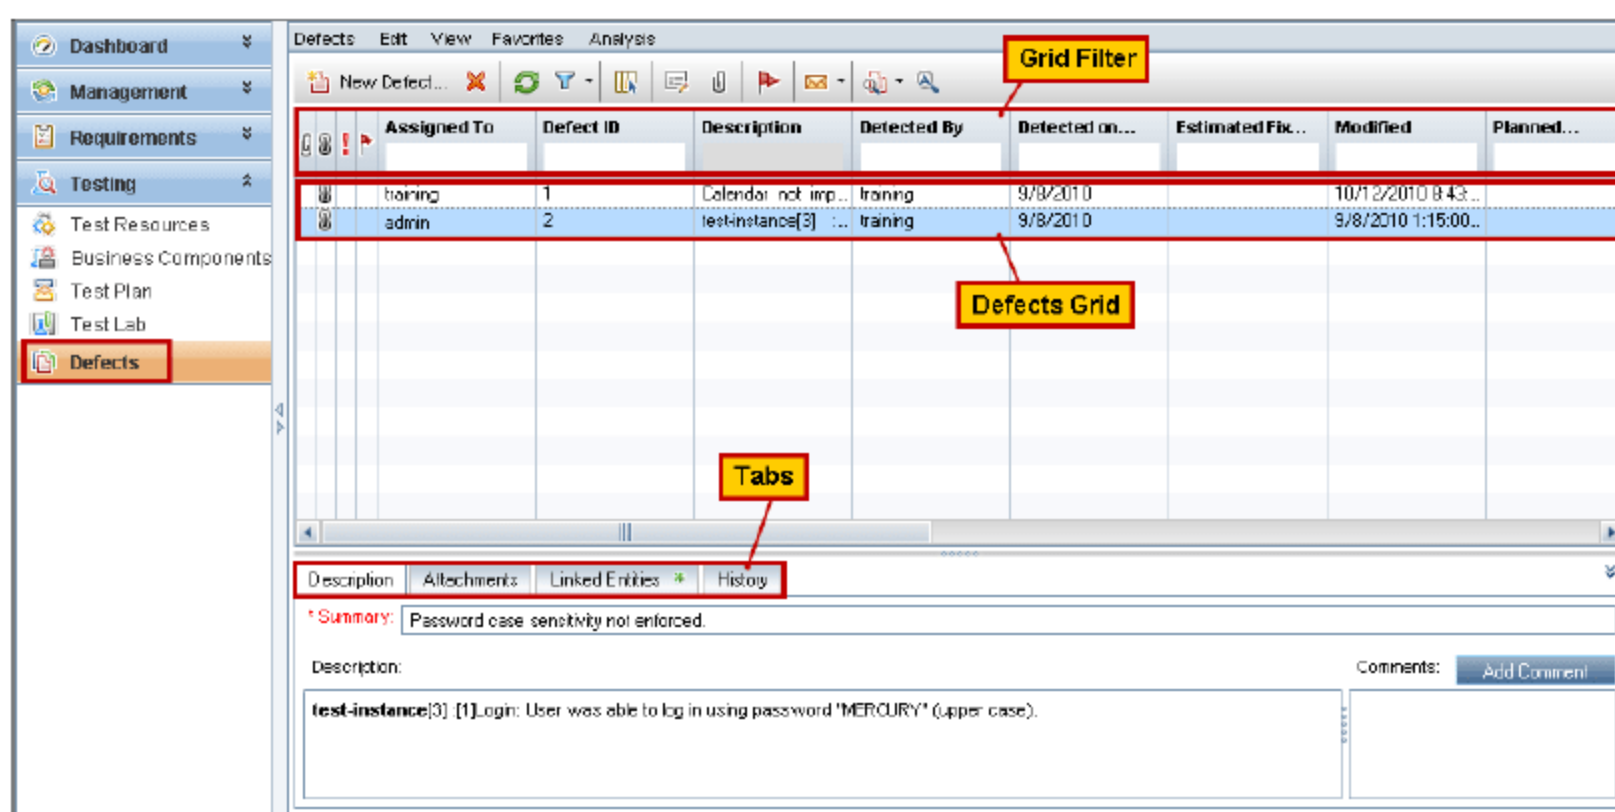 Dashboard
Management
Requirements
Testing
Test Resources
Business Components
Test Plan
Test Lab
Defects
Defects Edit View Favorites Analysis
New Defect...
Grid Filter
Assigned To Defect ID Description Detected By Detected on... Estimated Fix... Modified Planned...
training 1 Calendar not imp... training 9/8/2010 10/12/2010 8:43:...
admin 2 test-instance[3] :... training 9/8/2010 9/8/2010 1:15:00...
Defects Grid
Tabs
Description Attachments Linked Entities * History
* Summary: Password case sensitivity not enforced.
Description: Comments: Add Comment
test-instance[3] :[1]Login: User was able to log in using password "MERCURY" (upper case).